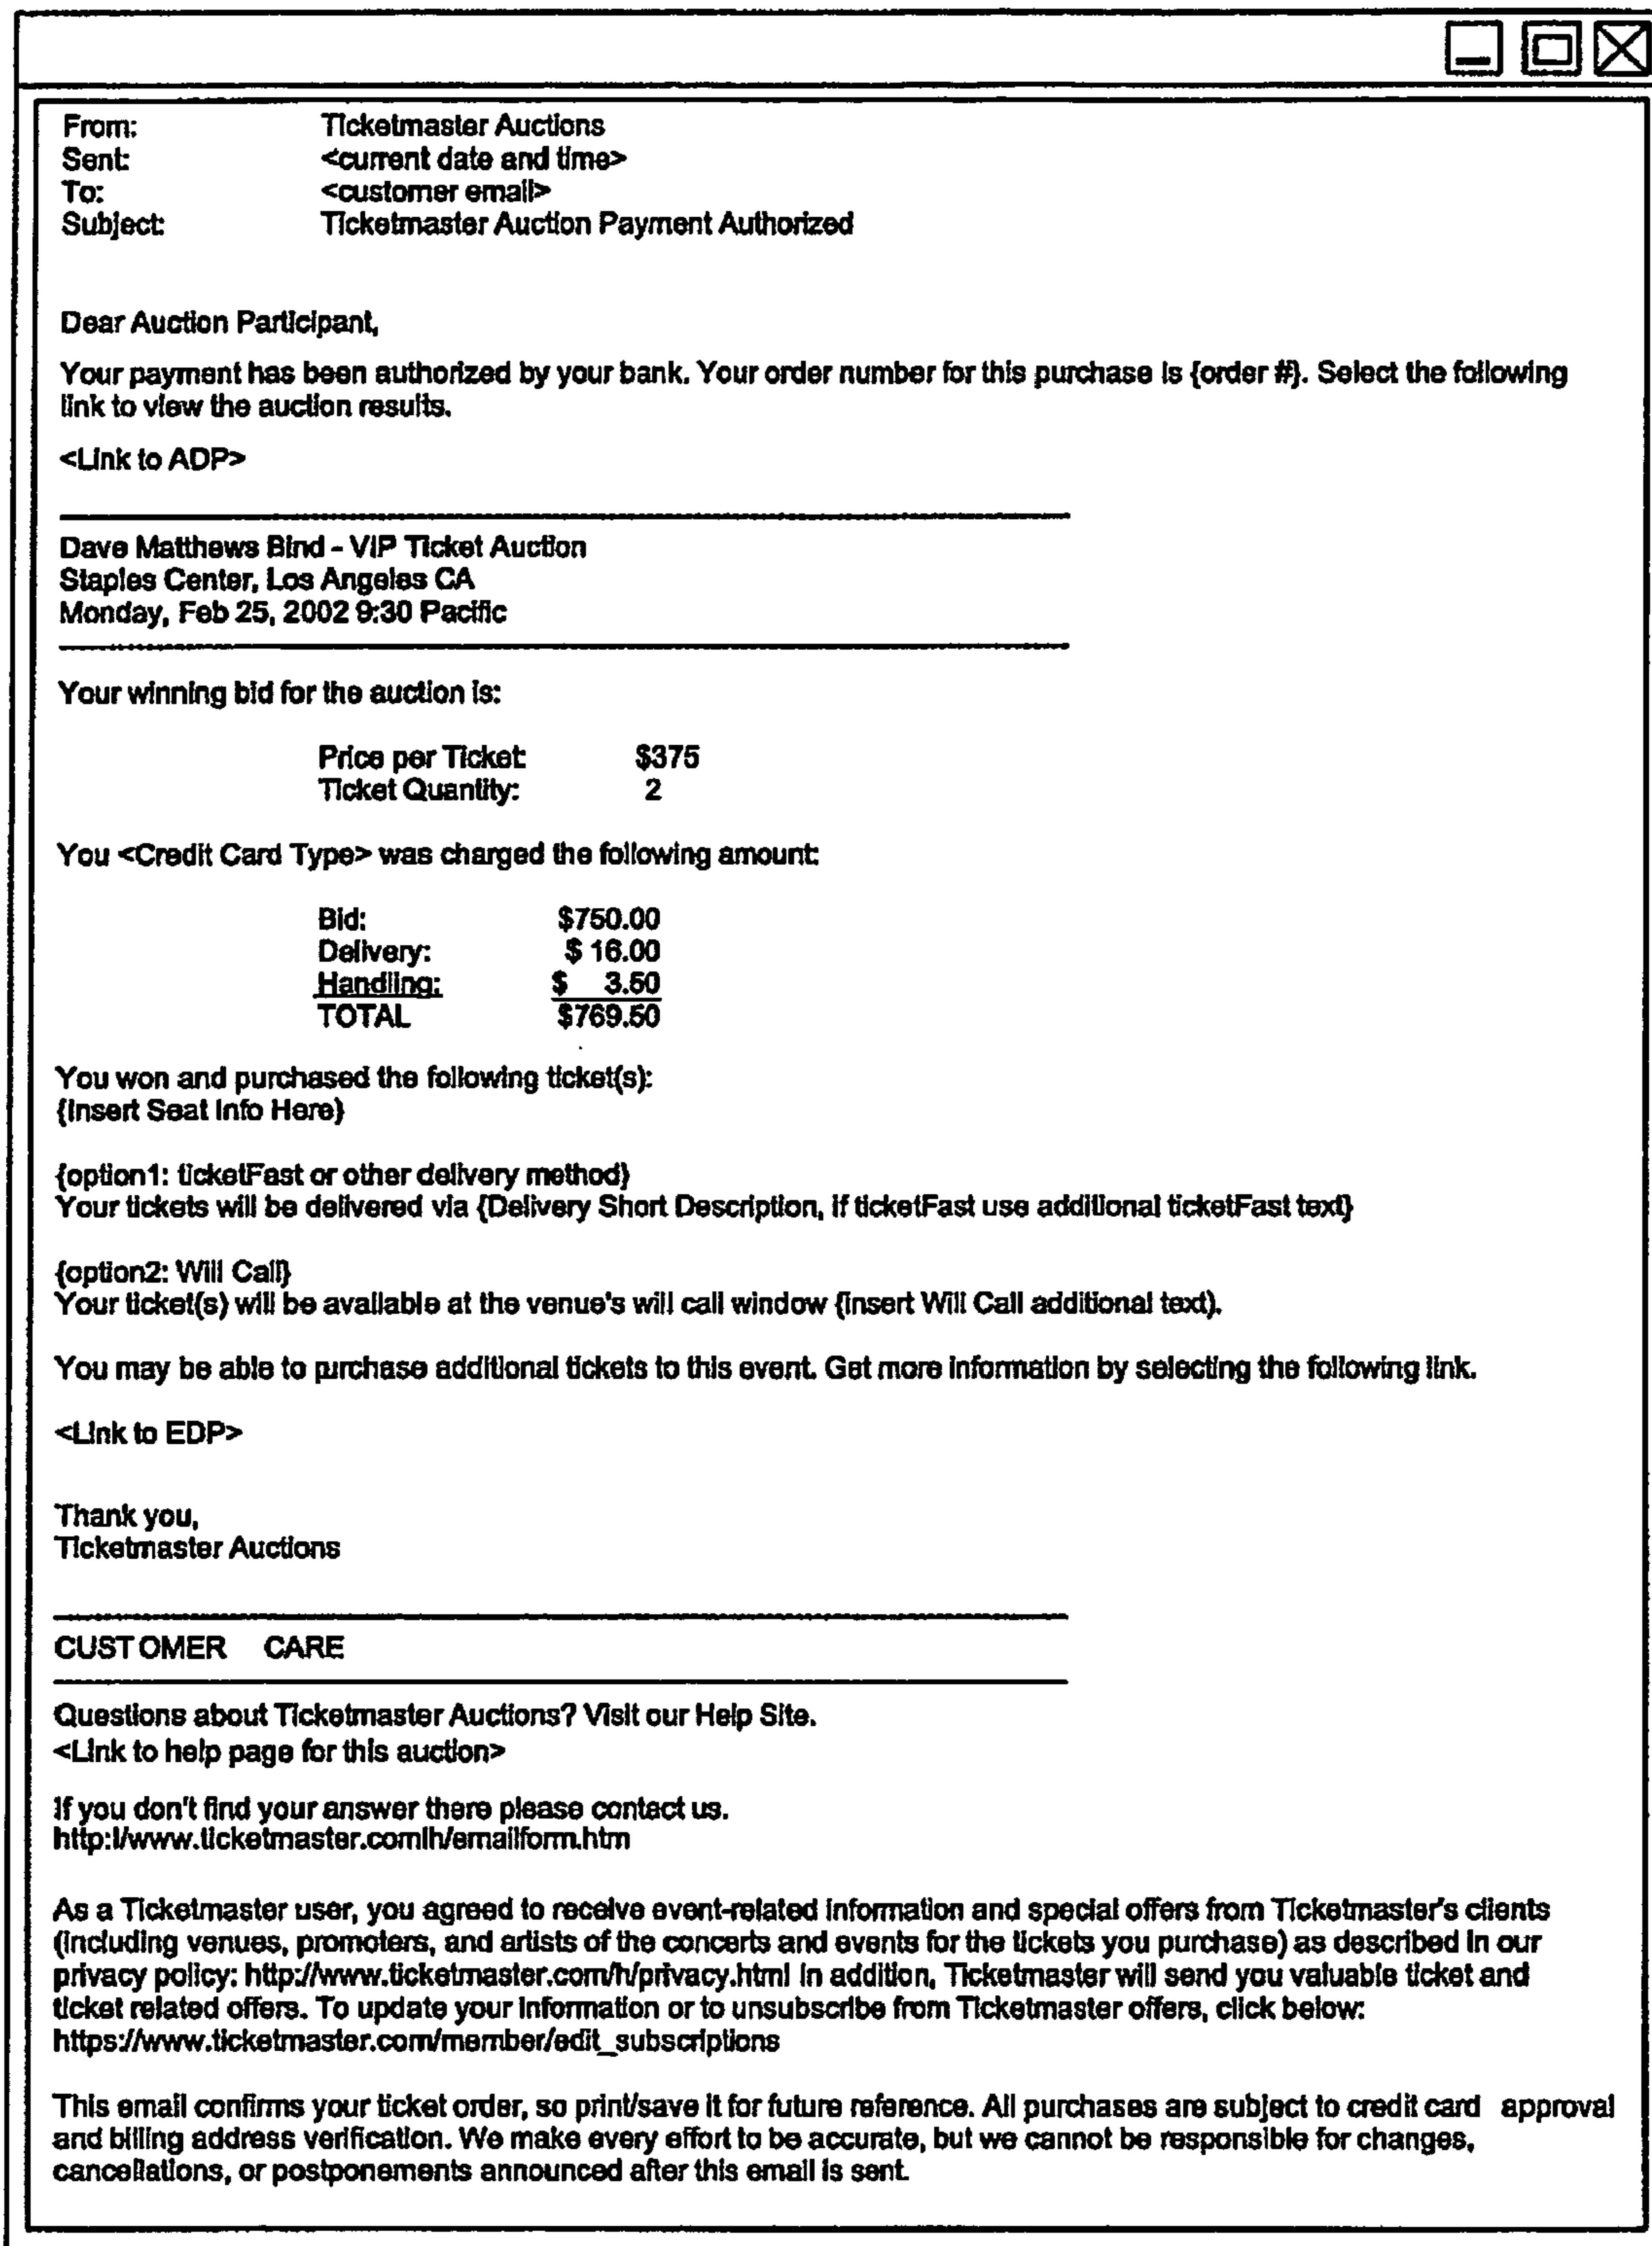 From: Ticketmaster Auctions
Sent: <current date and time>
To: <customer email>
Subject: Ticketmaster Auction Payment Authorized
Dear Auction Participant,
Your payment has been authorized by your bank. Your order number for this purchase is {order #}. Select the following
link to view the auction results.
<Link to ADP>
Dave Matthews Bind - VIP Ticket Auction
Staples Center, Los Angeles CA
Monday, Feb 25, 2002 9:30 Pacific
Your winning bid for the auction is:
Price per Ticket: $375
Ticket Quantity: 2
You <Credit Card Type> was charged the following amount:
Bid: $750.00
Delivery: $ 16.00
Handling: $ 3.50
TOTAL $769.50
You won and purchased the following ticket(s):
{Insert Seat Info Here}
{option1: ticketFast or other delivery method}
Your tickets will be delivered via {Delivery Short Description, if ticketFast use additional ticketFast text}
{option2: Will Call}
Your ticket(s) will be available at the venue's will call window {Insert Will Call additional text).
You may be able to purchase additional tickets to this event. Get more information by selecting the following link.
<Link to EDP>
Thank you,
Ticketmaster Auctions
CUSTOMER CARE
Questions about Ticketmaster Auctions? Visit our Help Site.
<Link to help page for this auction>
If you don't find your answer there please contact us.
http:l/www.ticketmaster.comlh/emailform.htm
As a Ticketmaster user, you agreed to receive event-related information and special offers from Ticketmaster's clients
(including venues, promoters, and artists of the concerts and events for the tickets you purchase) as described in our
privacy policy: http://www.ticketmaster.com/h/privacy.html In addition, Ticketmaster will send you valuable ticket and
ticket related offers. To update your information or to unsubscribe from Ticketmaster offers, click below:
https://www.ticketmaster.com/member/edit_subscriptions
This email confirms your ticket order, so print/save it for future reference. All purchases are subject to credit card approval
and billing address verification. We make every effort to be accurate, but we cannot be responsible for changes,
cancellations, or postponements announced after this email is sent.